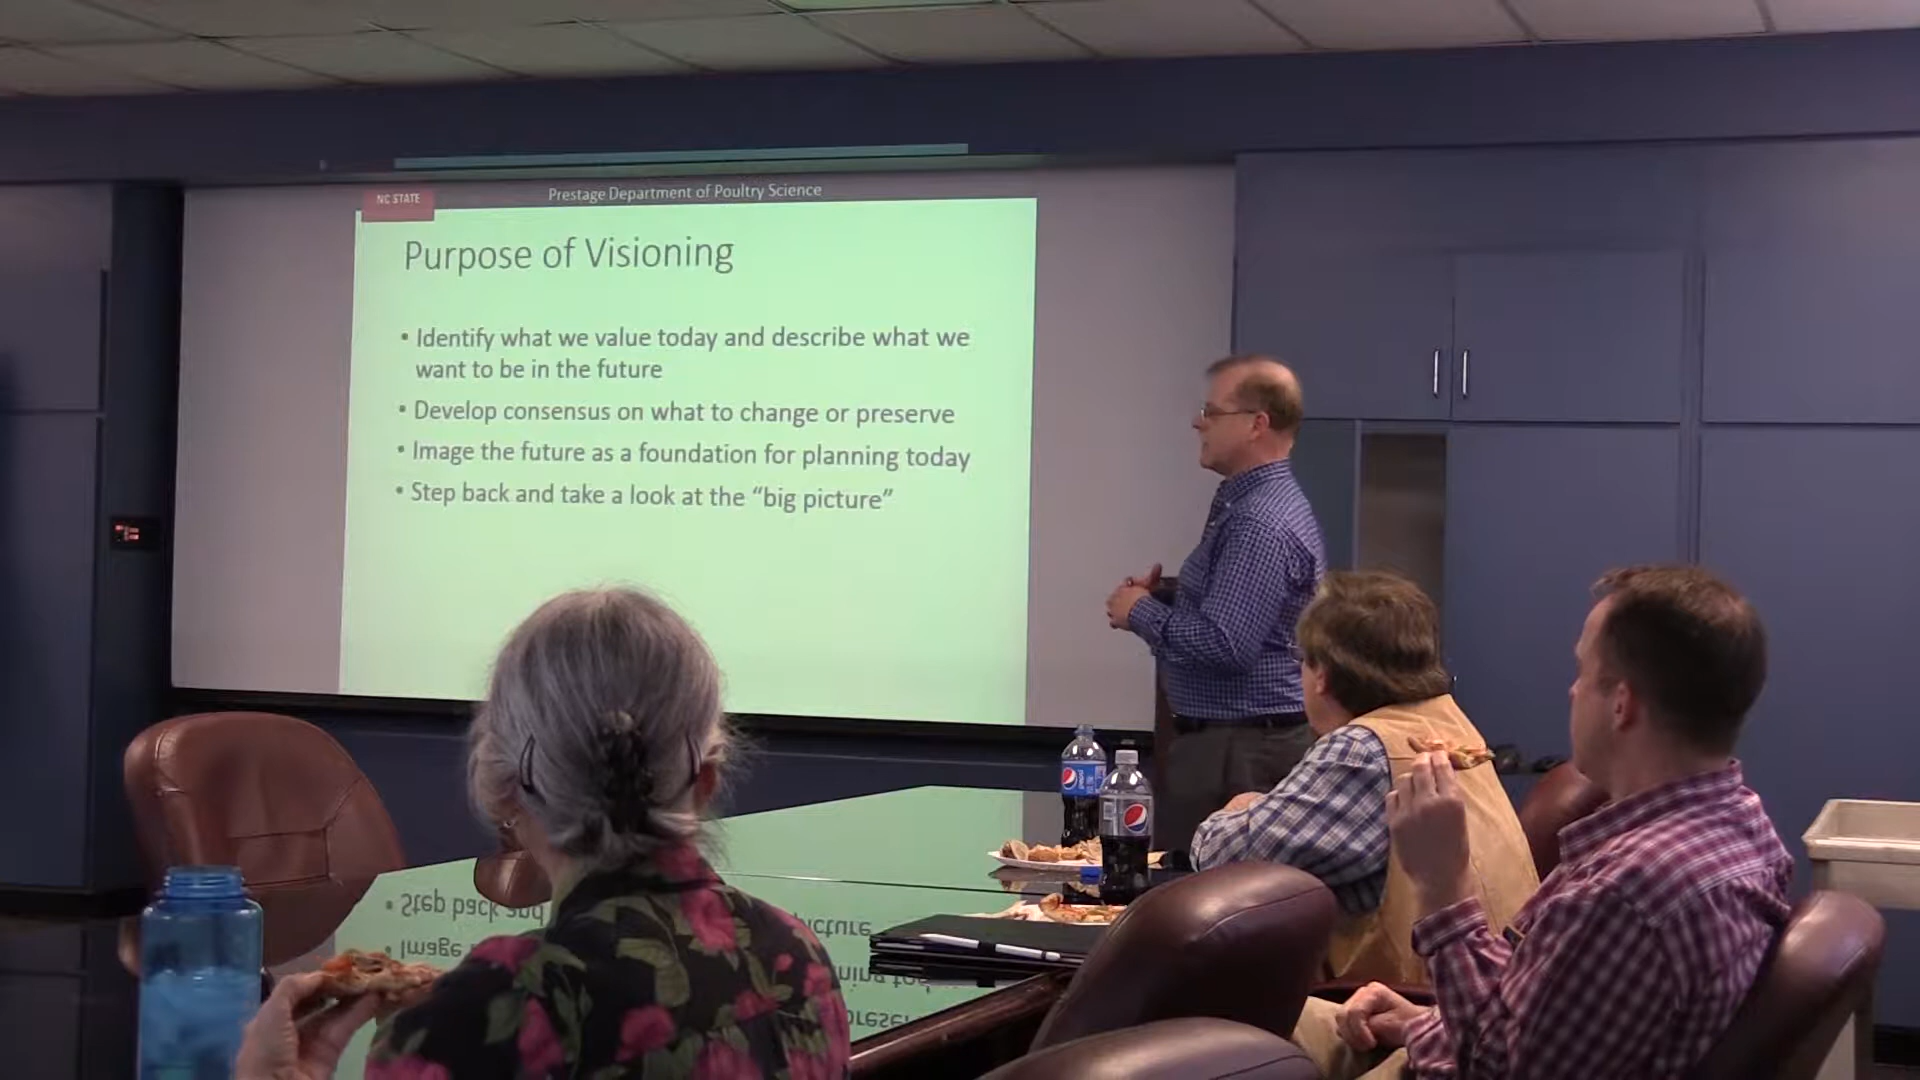 NC STATE
Prestage Department of Poultry Science
Purpose of Visioning
• Identify what we value today and describe what we
want to be in the future
• Develop consensus on what to change or preserve
• Image the future as a foundation for planning today
• Step back and take a look at the “big picture”